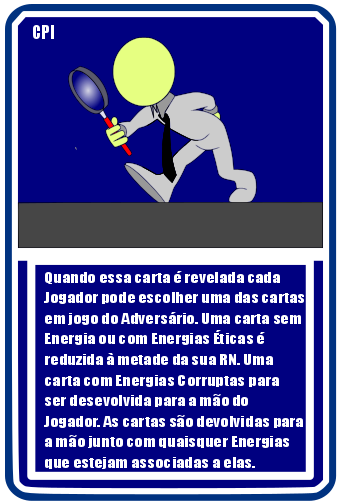 CPI
Quando essa carta é revelada cada
Jogador pode escolher uma das cartas
em jogo do Adversário. Uma carta sem
Energia ou com Energias Éticas é
reduzida à metade da sua RN. Uma
carta com Energias Corruptas para
ser desevolvida para a mão do
Jogador. As cartas são devolvidas para
a mão junto com quaisquer Energias
que estejam associadas a elas.